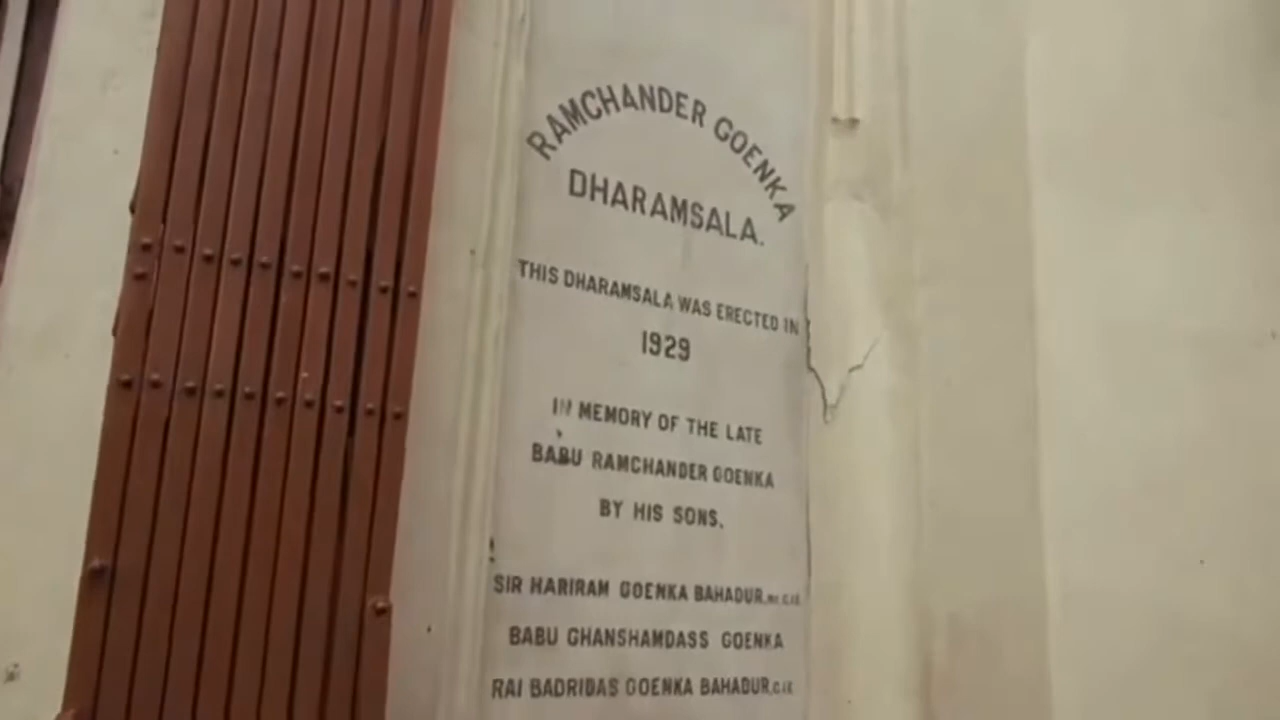 RAMCHANDER GOENKA
DHARAMSALA.
THIS DHARAMSALA WAS ERECTED IN
1929
IN MEMORY OF THE LATE
BABU RAMCHANDER GOENKA
BY HIS SONS.
SIR HARIRAM GOENKA BAHADUR,
BABU GHANSHAMDASS GOENKA
RAI BADRIDAS GOENKA BAHADUR, C.I.E.